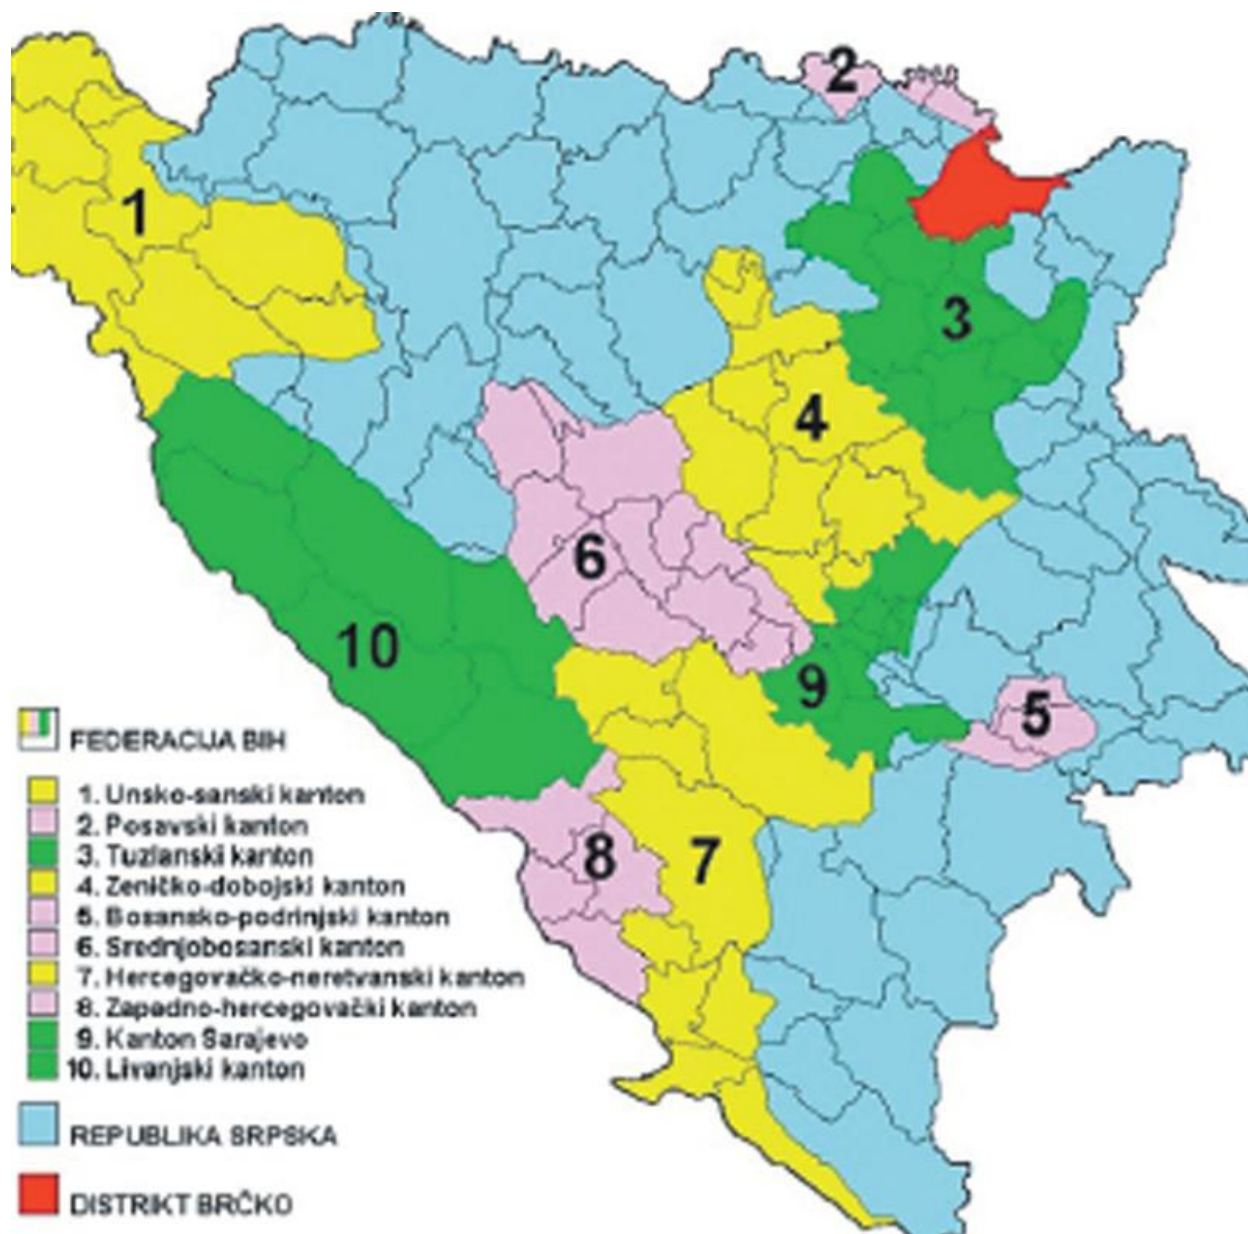 2
1
3
4
6
10
9
5
8
7
FEDERACIJA BIH
1. Unsko-sanski kanton
2. Posavski kanton
3. Tuzlanski kanton
4. Zeničko-dobojski kanton
5. Bosansko-podrinjski kanton
6. Srednjobosanski kanton
7. Hercegovačko-neretvanski kanton
8. Zapadno-hercegovački kanton
9. Kanton Sarajevo
10. Livanjski kanton
REPUBLIKA SRPSKA
DISTRIKT BRČKO